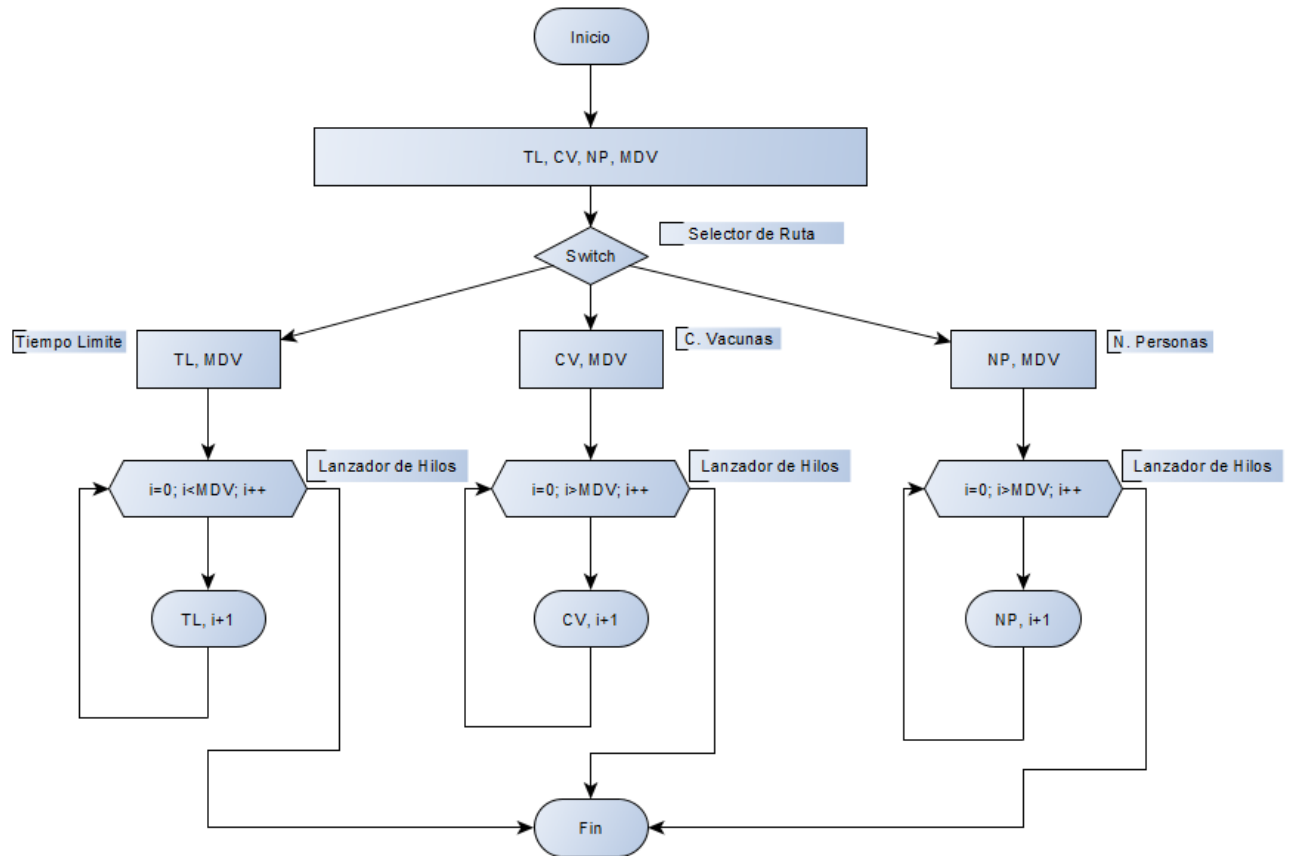 Inicio
TL, CV, NP, MDV
Selector de Ruta
Switch
Tiempo Limite
TL, MDV
C. Vacunas
CV, MDV
N. Personas
NP, MDV
Lanzador de Hilos
i=0; i<MDV; i++
Lanzador de Hilos
i=0; i>MDV; i++
Lanzador de Hilos
i=0; i>MDV; i++
TL, i+1
CV, i+1
NP, i+1
Fin